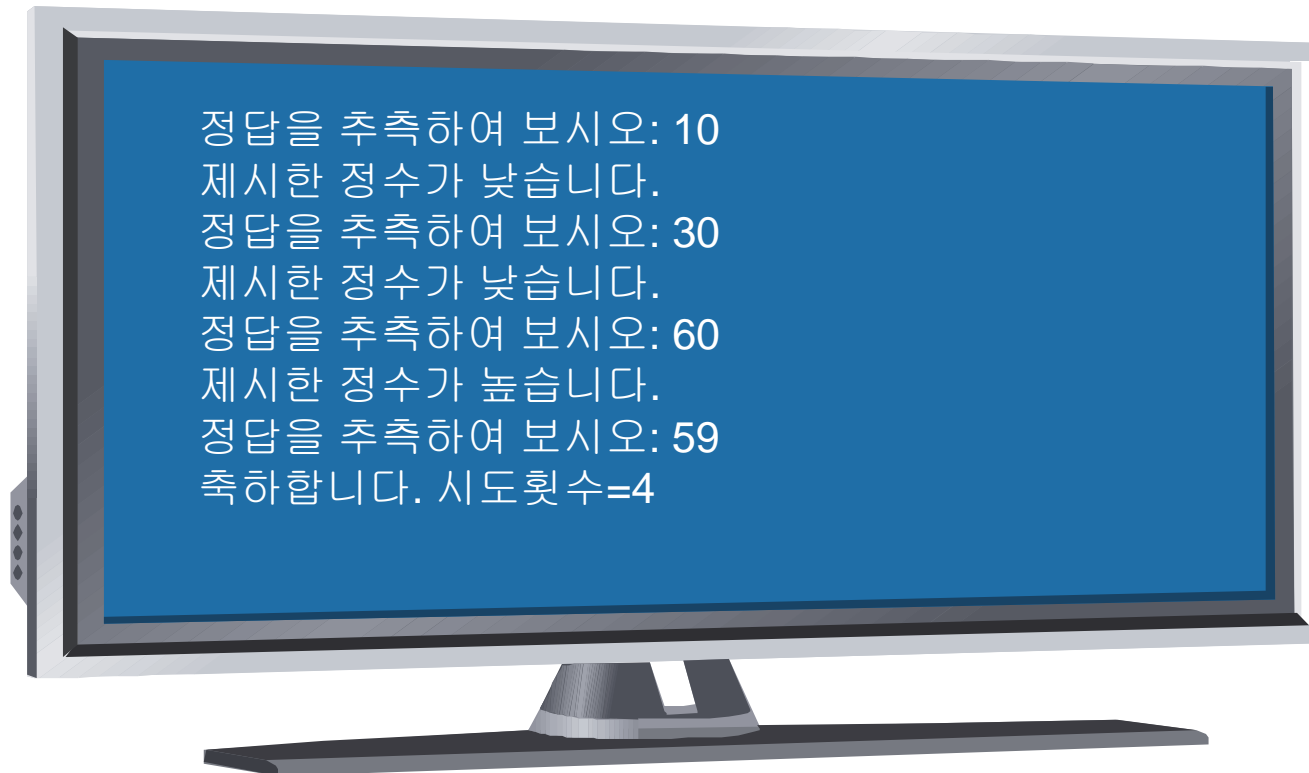 정답을 추측하여 보시오: 10
제시한 정수가 낮습니다.
정답을 추측하여 보시오: 30
제시한 정수가 낮습니다.
정답을 추측하여 보시오: 60
제시한 정수가 높습니다.
정답을 추측하여 보시오: 59
축하합니다. 시도횟수=4